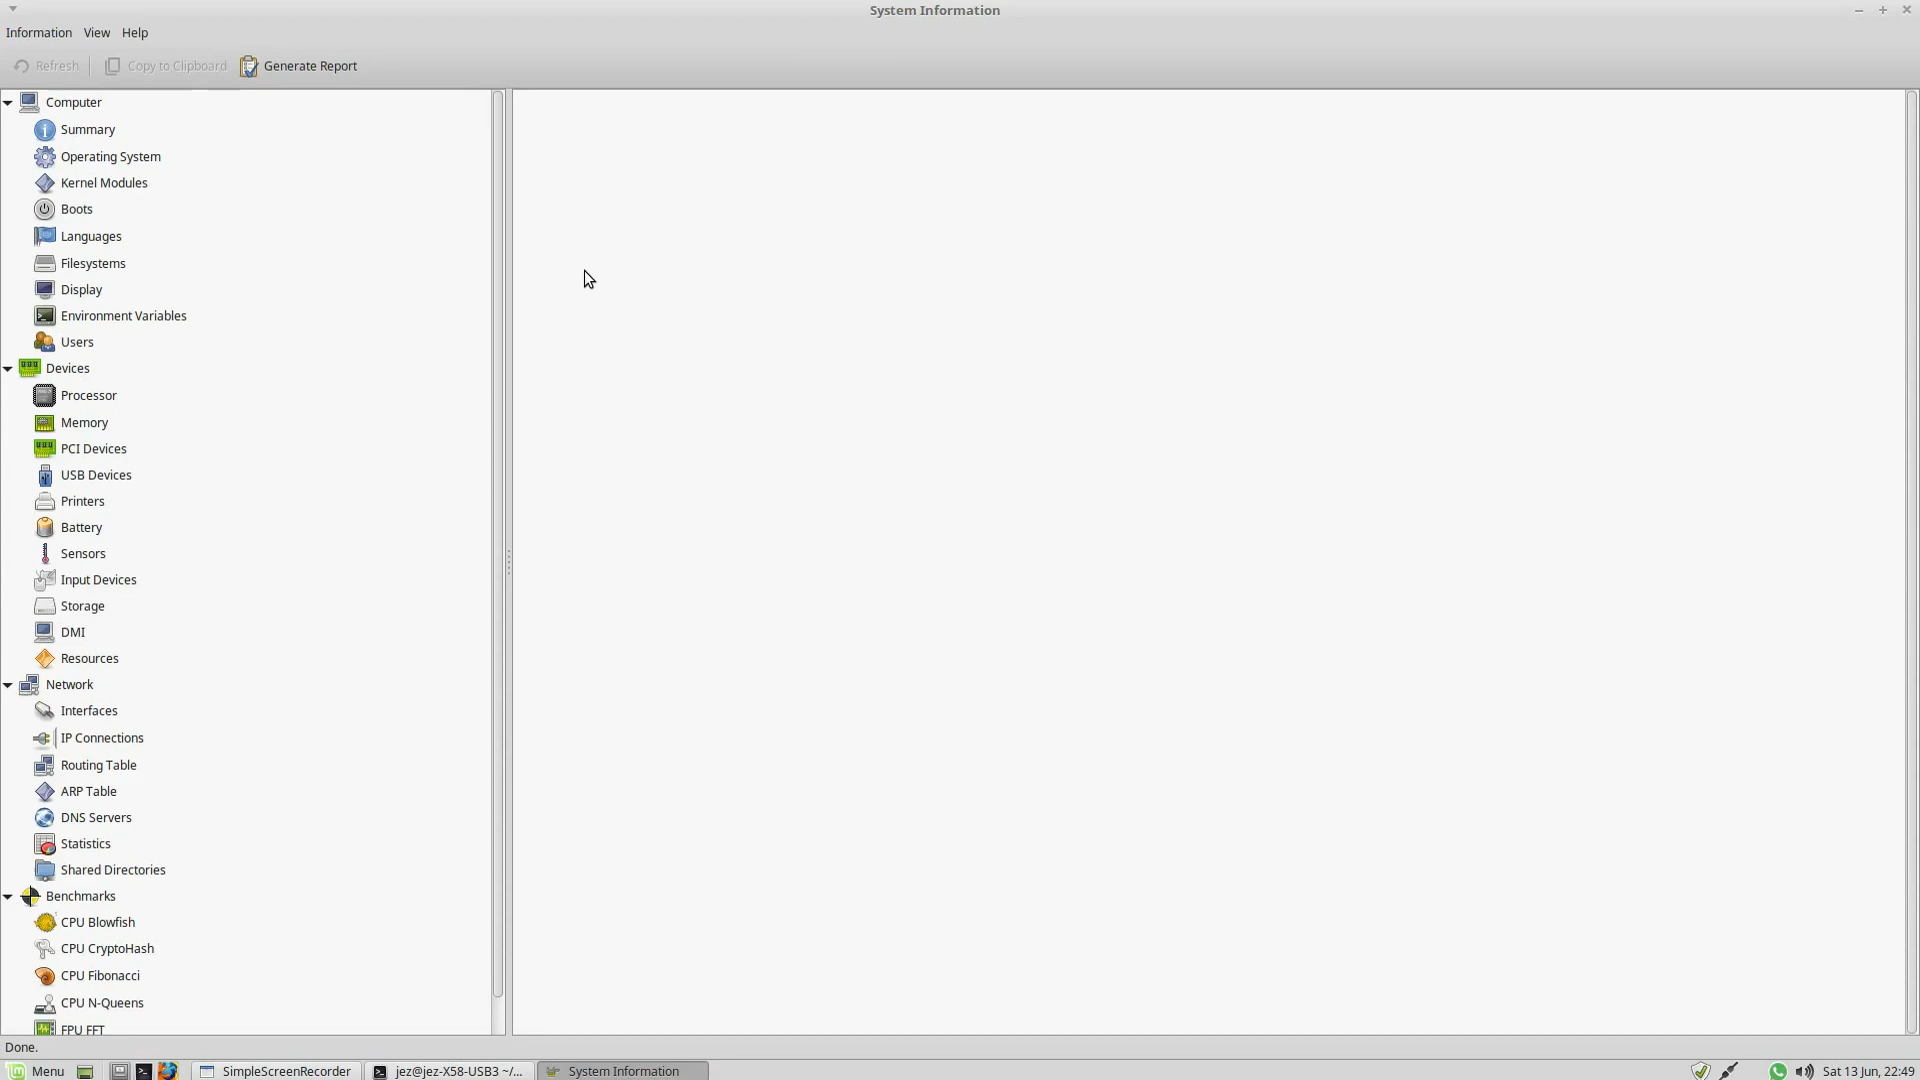 System Information
Information View Help
Refresh Copy to Clipboard Generate Report
Computer
Summary
Operating System
Kernel Modules
Boots
Languages
Filesystems
Display
Environment Variables
Users
Devices
Processor
Memory
PCI Devices
USB Devices
Printers
Battery
Sensors
Input Devices
Storage
DMI
Resources
Network
Interfaces
IP Connections
Routing Table
ARP Table
DNS Servers
Statistics
Shared Directories
Benchmarks
CPU Blowfish
CPU CryptoHash
CPU Fibonacci
CPU N-Queens
FPU FFT
Done.
Menu SimpleScreenRecorder jez@jez-X58-USB3 ~/... System Information Sat 13 Jun, 22:49